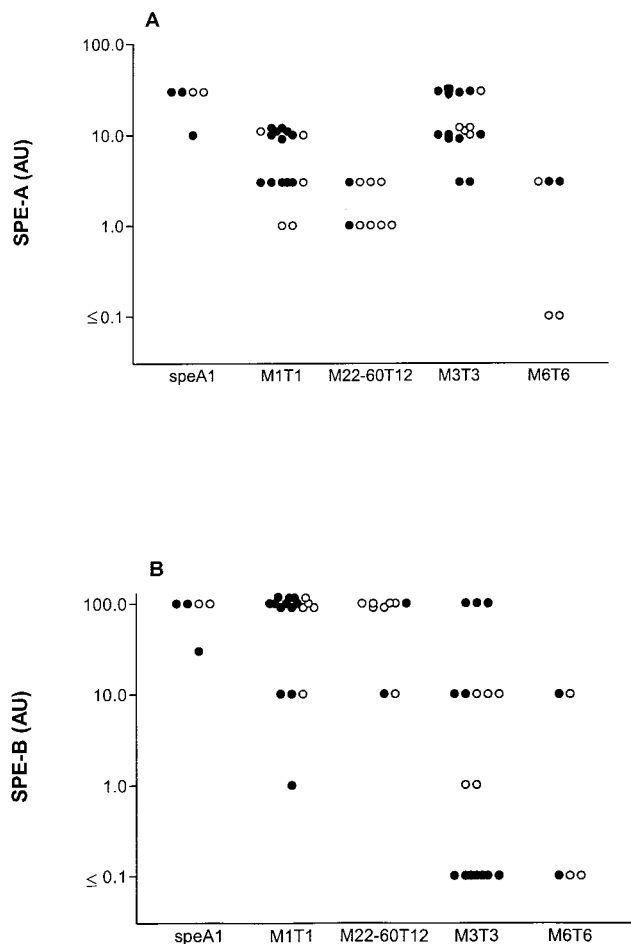 A
100.0
10.0
1.0
≤ 0.1
SPE-A (AU)
speA1 M1T1 M22-60T12 M3T3 M6T6
B
100.0
10.0
1.0
≤ 0.1
SPE-B (AU)
speA1 M1T1 M22-60T12 M3T3 M6T6